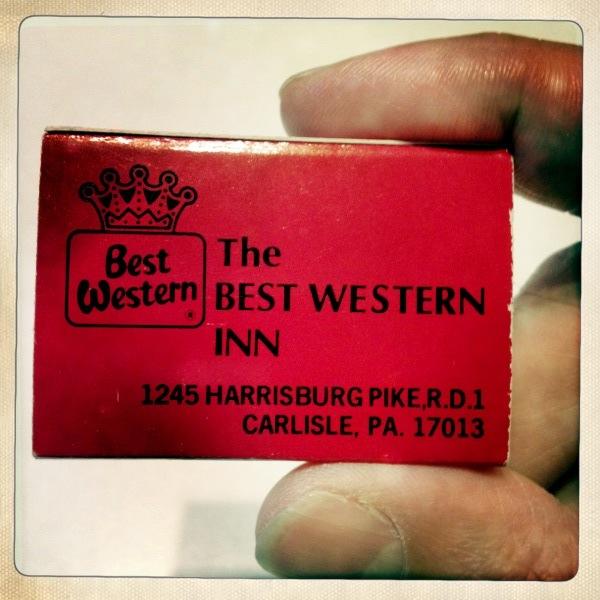 Best
Western
®
The
BEST WESTERN
INN
1245 HARRISBURG PIKE,R.D.1
CARLISLE, PA. 17013